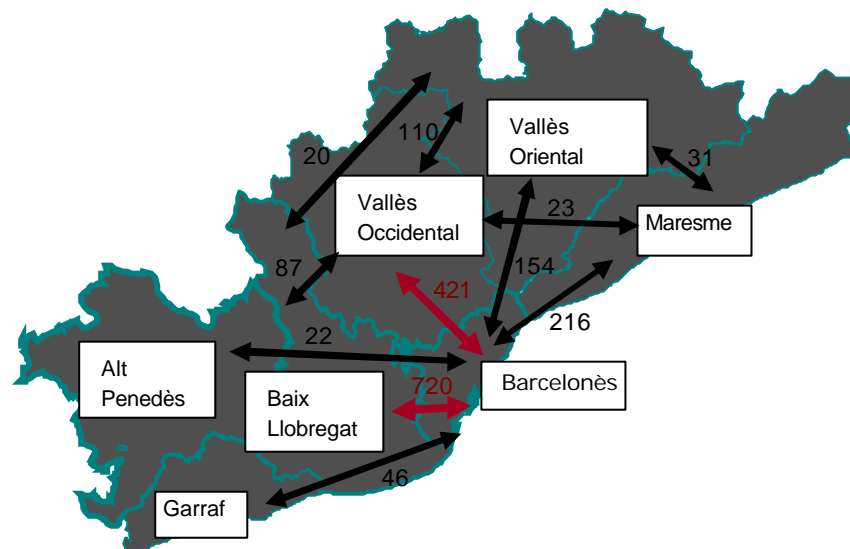 110
Vallès
Oriental
20
31
Vallès
Occidental
23
Maresme
87
154
421
216
22
Alt
Penedès
720
Barcelonès
Baix
Llobregat
46
Garraf